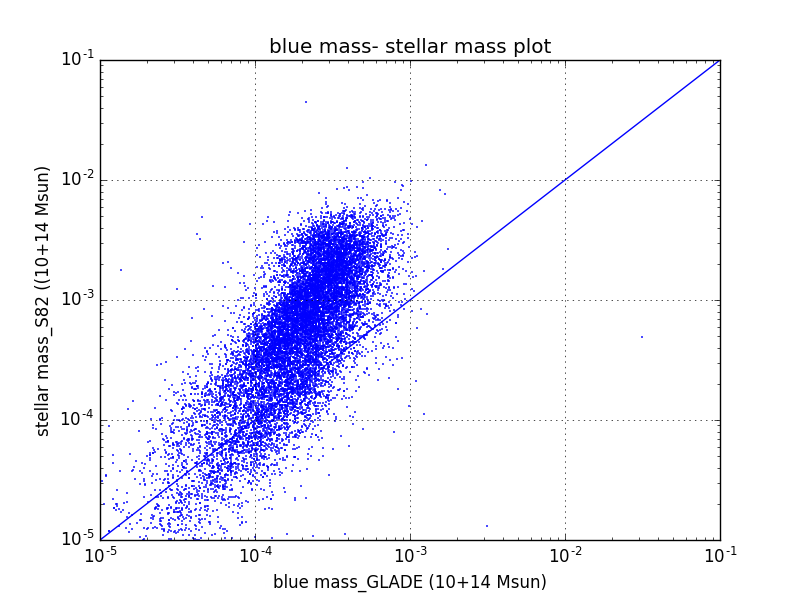 blue mass- stellar mass plot
10⁻¹
10⁻²
10⁻³
10⁻⁴
10⁻⁵
stellar mass_S82 ((10+14 Msun)
10⁻⁵ 10⁻⁴ 10⁻³ 10⁻² 10⁻¹
blue mass_GLADE (10+14 Msun)